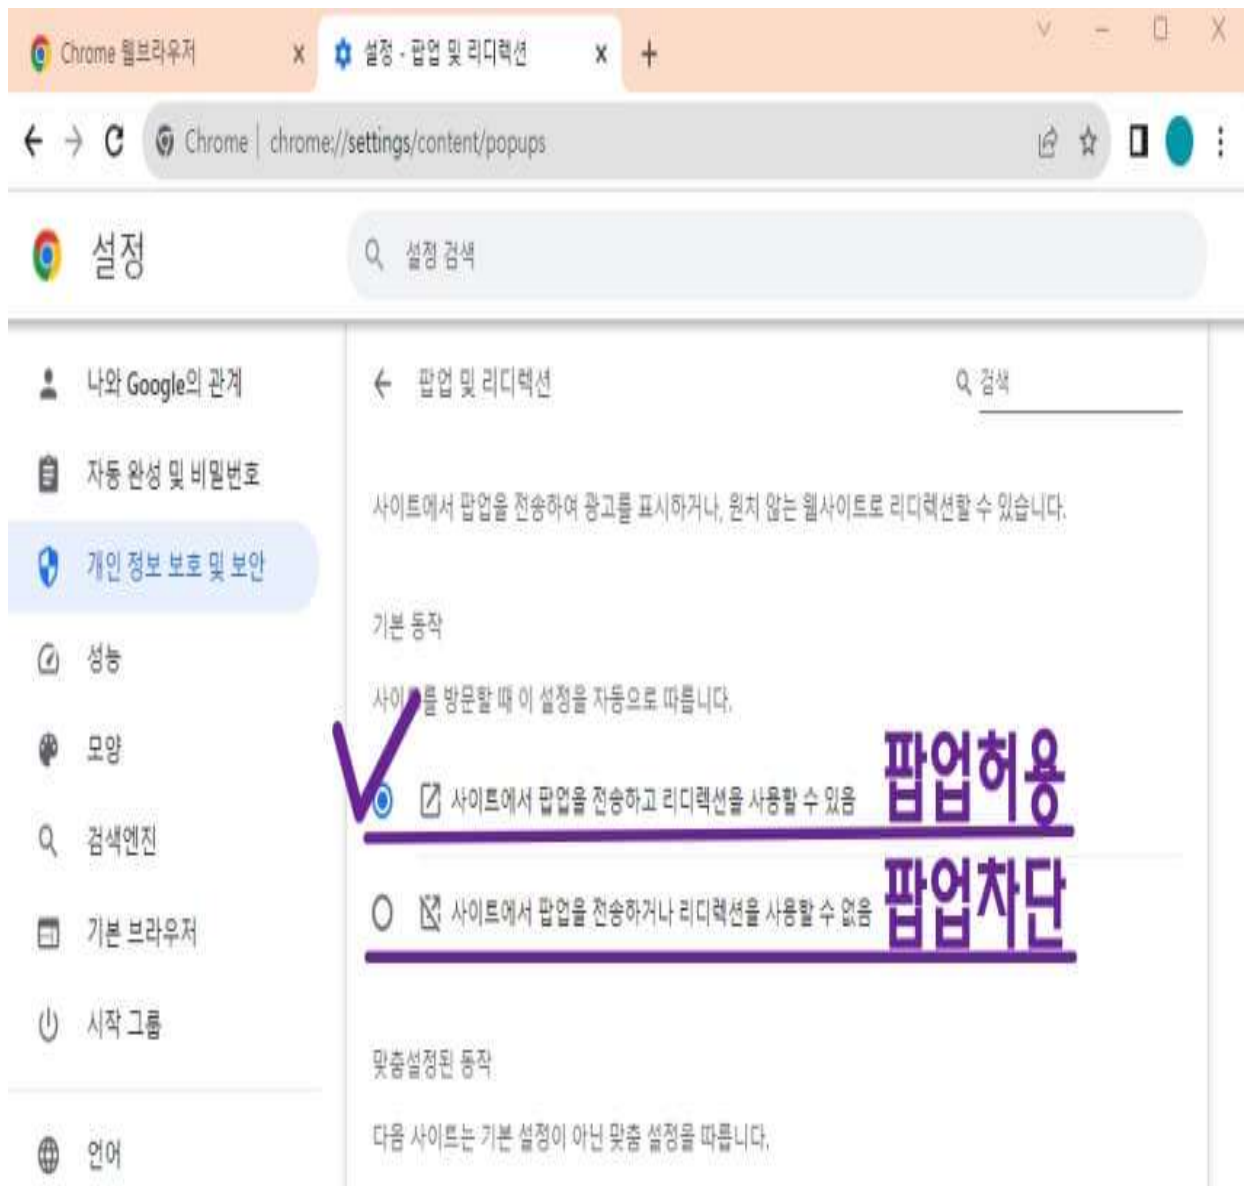 Chrome 웹브라우저
설정 - 팝업 및 리디렉션
Chrome | chrome://settings/content/popups
설정
설정 검색
나와 Google의 관계
자동 완성 및 비밀번호
개인 정보 보호 및 보안
성능
모양
검색엔진
기본 브라우저
시작 그룹
언어
팝업 및 리디렉션
검색
사이트에서 팝업을 전송하여 광고를 표시하거나, 원치 않는 웹사이트로 리디렉션할 수 있습니다.
기본 동작
사이트를 방문할 때 이 설정을 자동으로 따릅니다.
사이트에서 팝업을 전송하고 리디렉션을 사용할 수 있음 팝업허용
사이트에서 팝업을 전송하거나 리디렉션을 사용할 수 없음 팝업차단
맞춤설정된 동작
다음 사이트는 기본 설정이 아닌 맞춤 설정을 따릅니다.